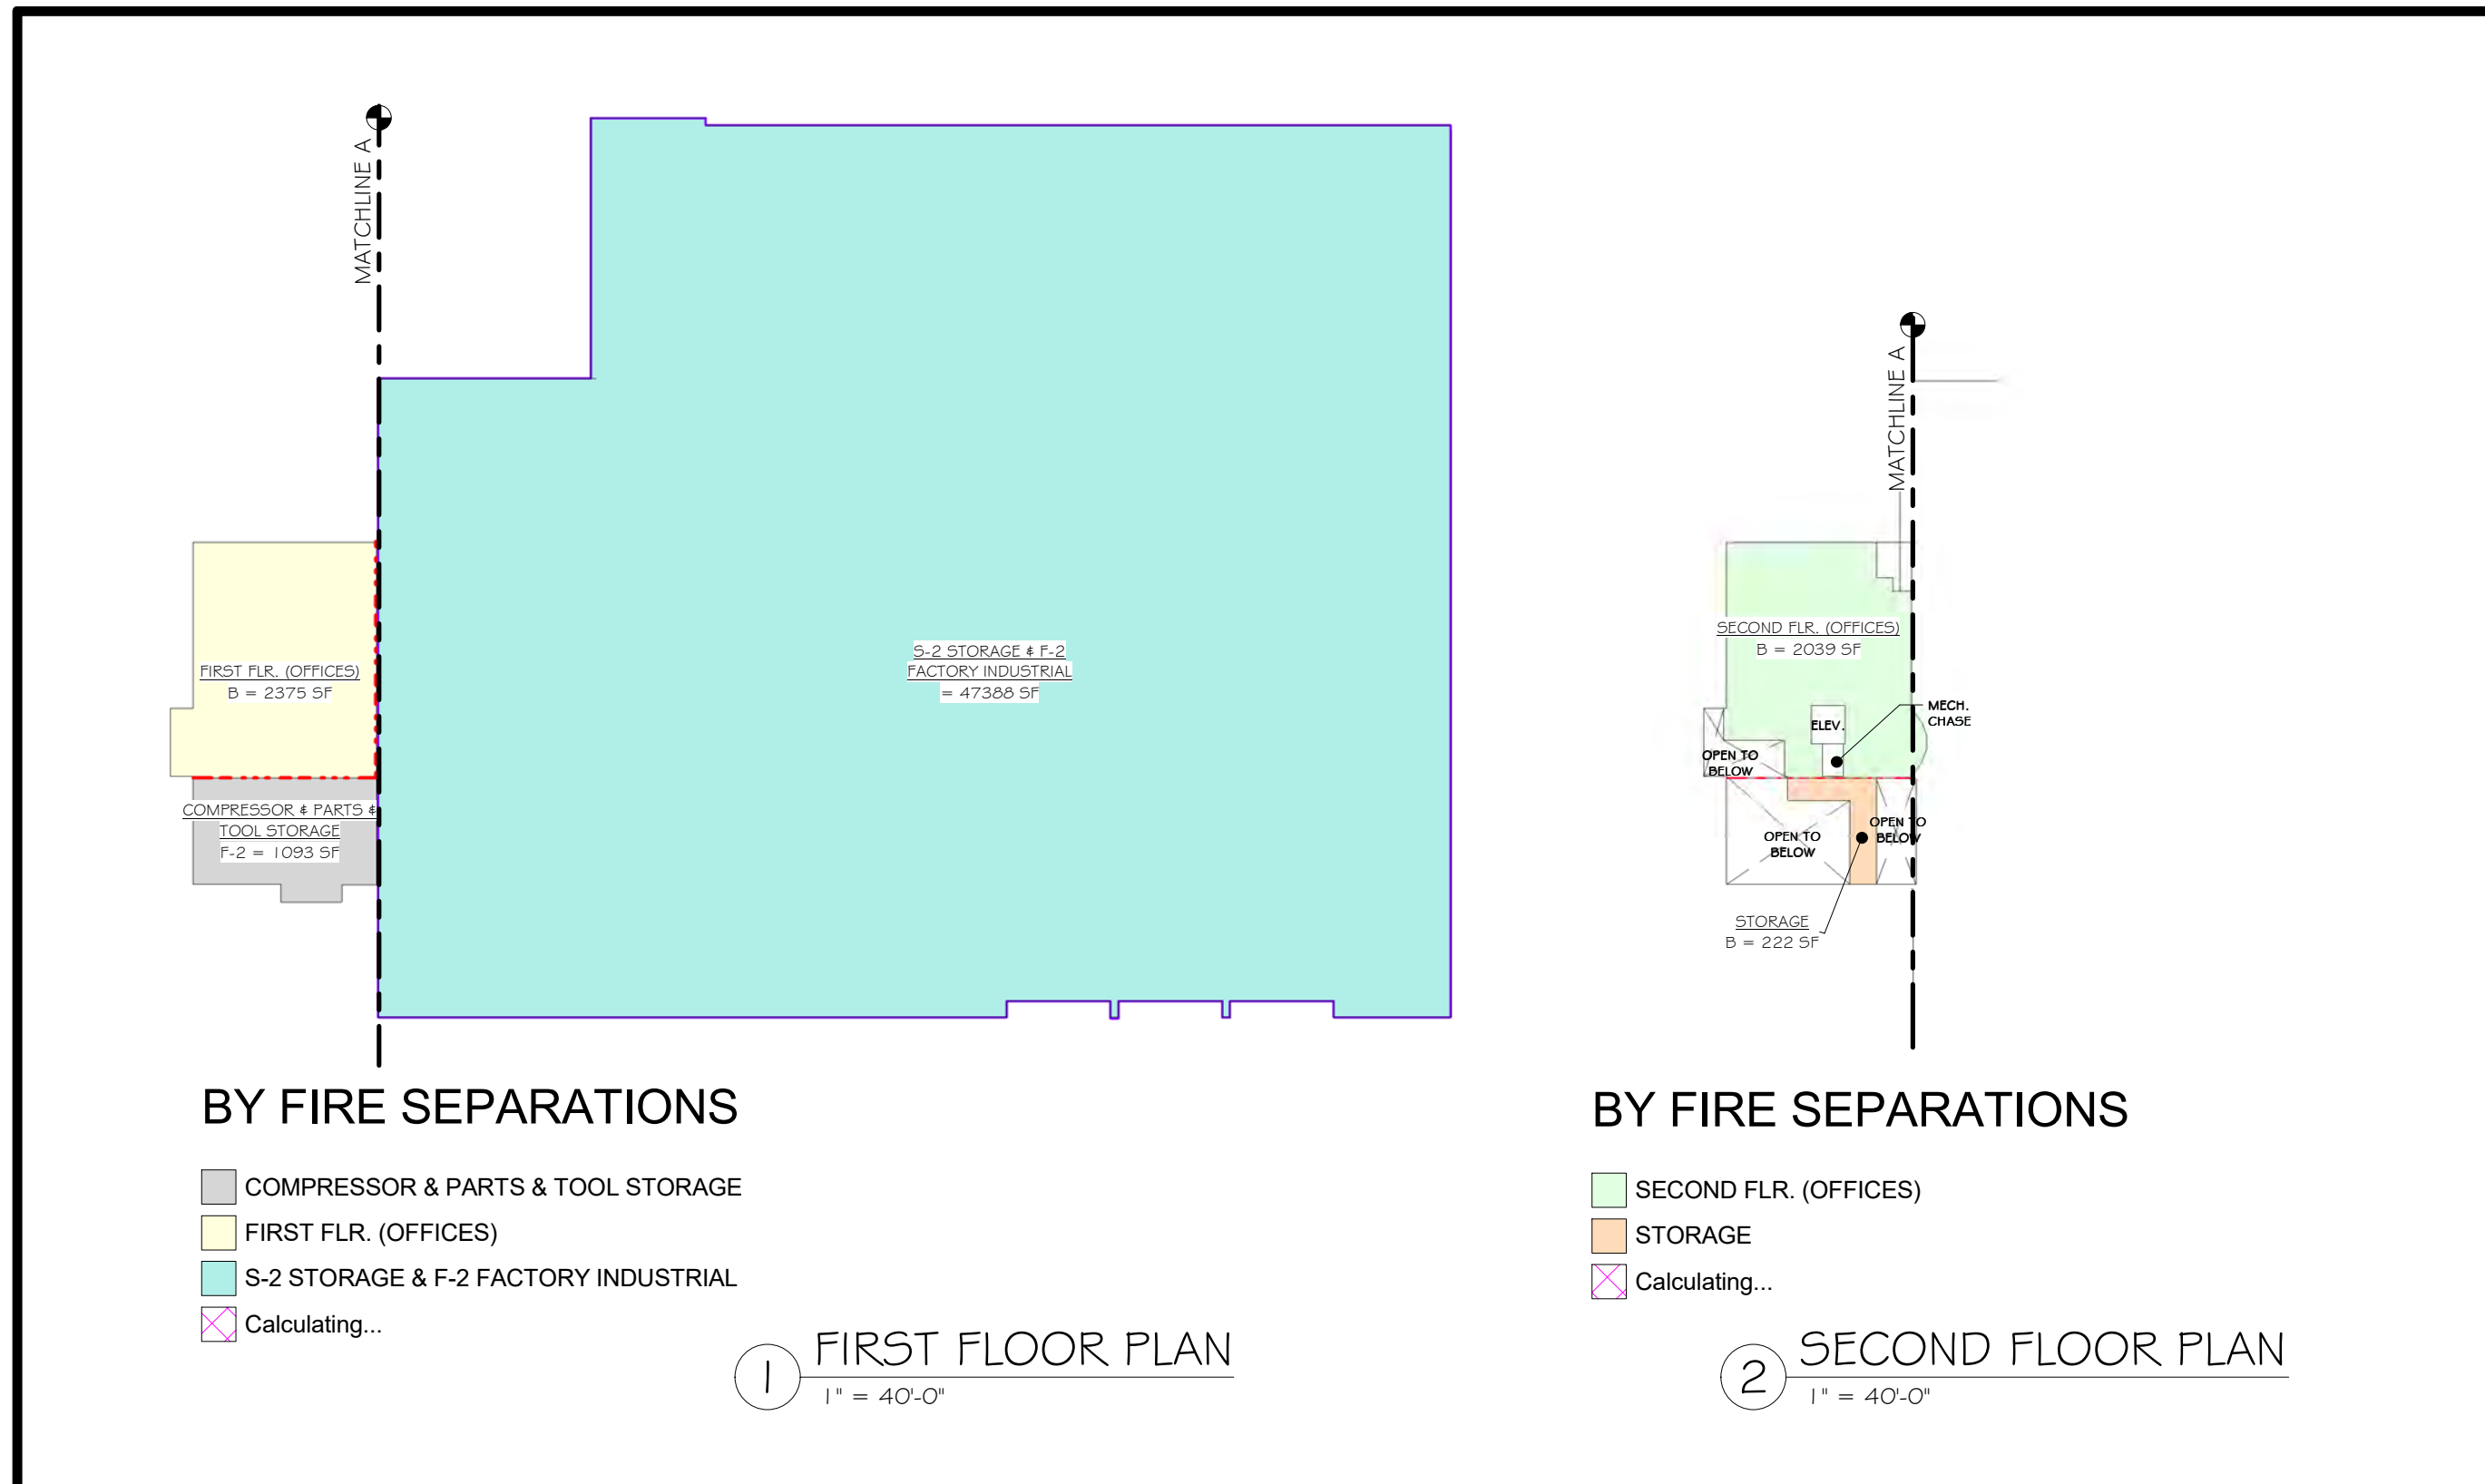 MATCHLINE A
FIRST FLR. (OFFICES)
B = 2375 SF
COMPRESSOR & PARTS &
TOOL STORAGE
F-2 = 1093 SF
S-2 STORAGE & F-2
FACTORY INDUSTRIAL
= 47388 SF
BY FIRE SEPARATIONS
COMPRESSOR & PARTS & TOOL STORAGE
FIRST FLR. (OFFICES)
S-2 STORAGE & F-2 FACTORY INDUSTRIAL
Calculating...
1
FIRST FLOOR PLAN
1" = 40'-0"
MATCHLINE A
SECOND FLR. (OFFICES)
B = 2039 SF
MECH.
CHASE
ELEV.
OPEN TO
BELOW
OPEN TO
BELOW
OPEN TO
BELOW
STORAGE
B = 222 SF
BY FIRE SEPARATIONS
SECOND FLR. (OFFICES)
STORAGE
Calculating...
2
SECOND FLOOR PLAN
1" = 40'-0"